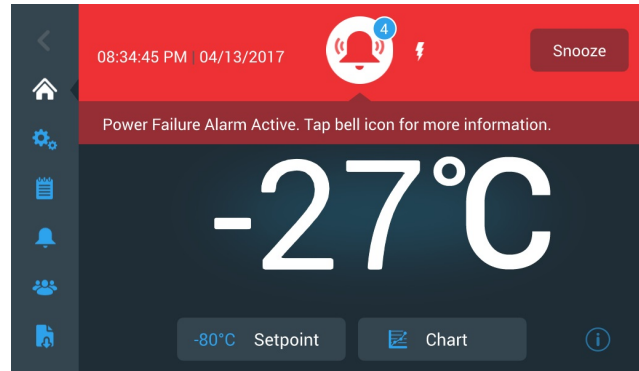 4
08:34:45 PM | 04/13/2017
Snooze
Power Failure Alarm Active. Tap bell icon for more information.
-27°C
-80°C Setpoint
Chart
i